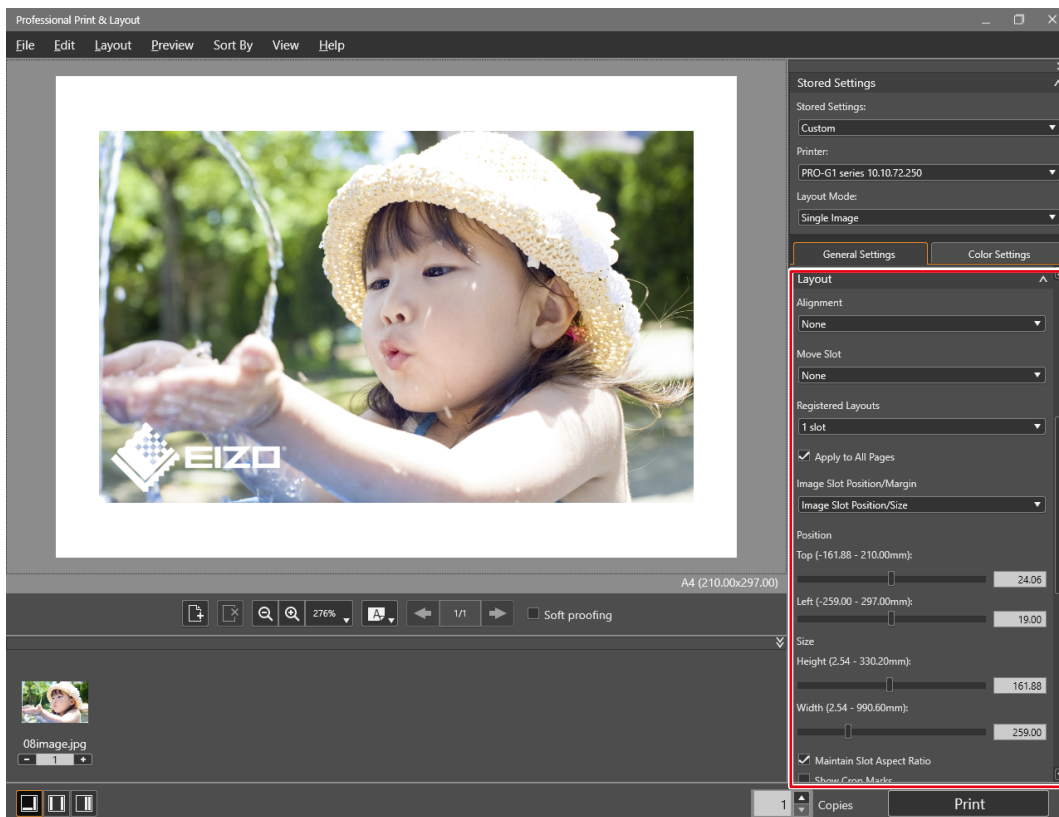 Professional Print & Layout
File Edit Layout Preview Sort By View Help
Stored Settings
Stored Settings:
Custom
Printer:
PRO-G1 series 10.10.72.250
Layout Mode:
Single Image
General Settings Color Settings
Layout
Alignment
None
Move Slot
None
Registered Layouts
1 slot
Apply to All Pages
Image Slot Position/Margin
Image Slot Position/Size
Position
Top (-161.88 - 210.00mm):
24.06
Left (-259.00 - 297.00mm):
19.00
Size
Height (2.54 - 330.20mm):
161.88
Width (2.54 - 990.60mm):
259.00
Maintain Slot Aspect Ratio
Show Crop Marks
EIZO
A4 (210.00x297.00)
276% A 1/1 Soft proofing
08image.jpg
- 1 +
1 Copies Print